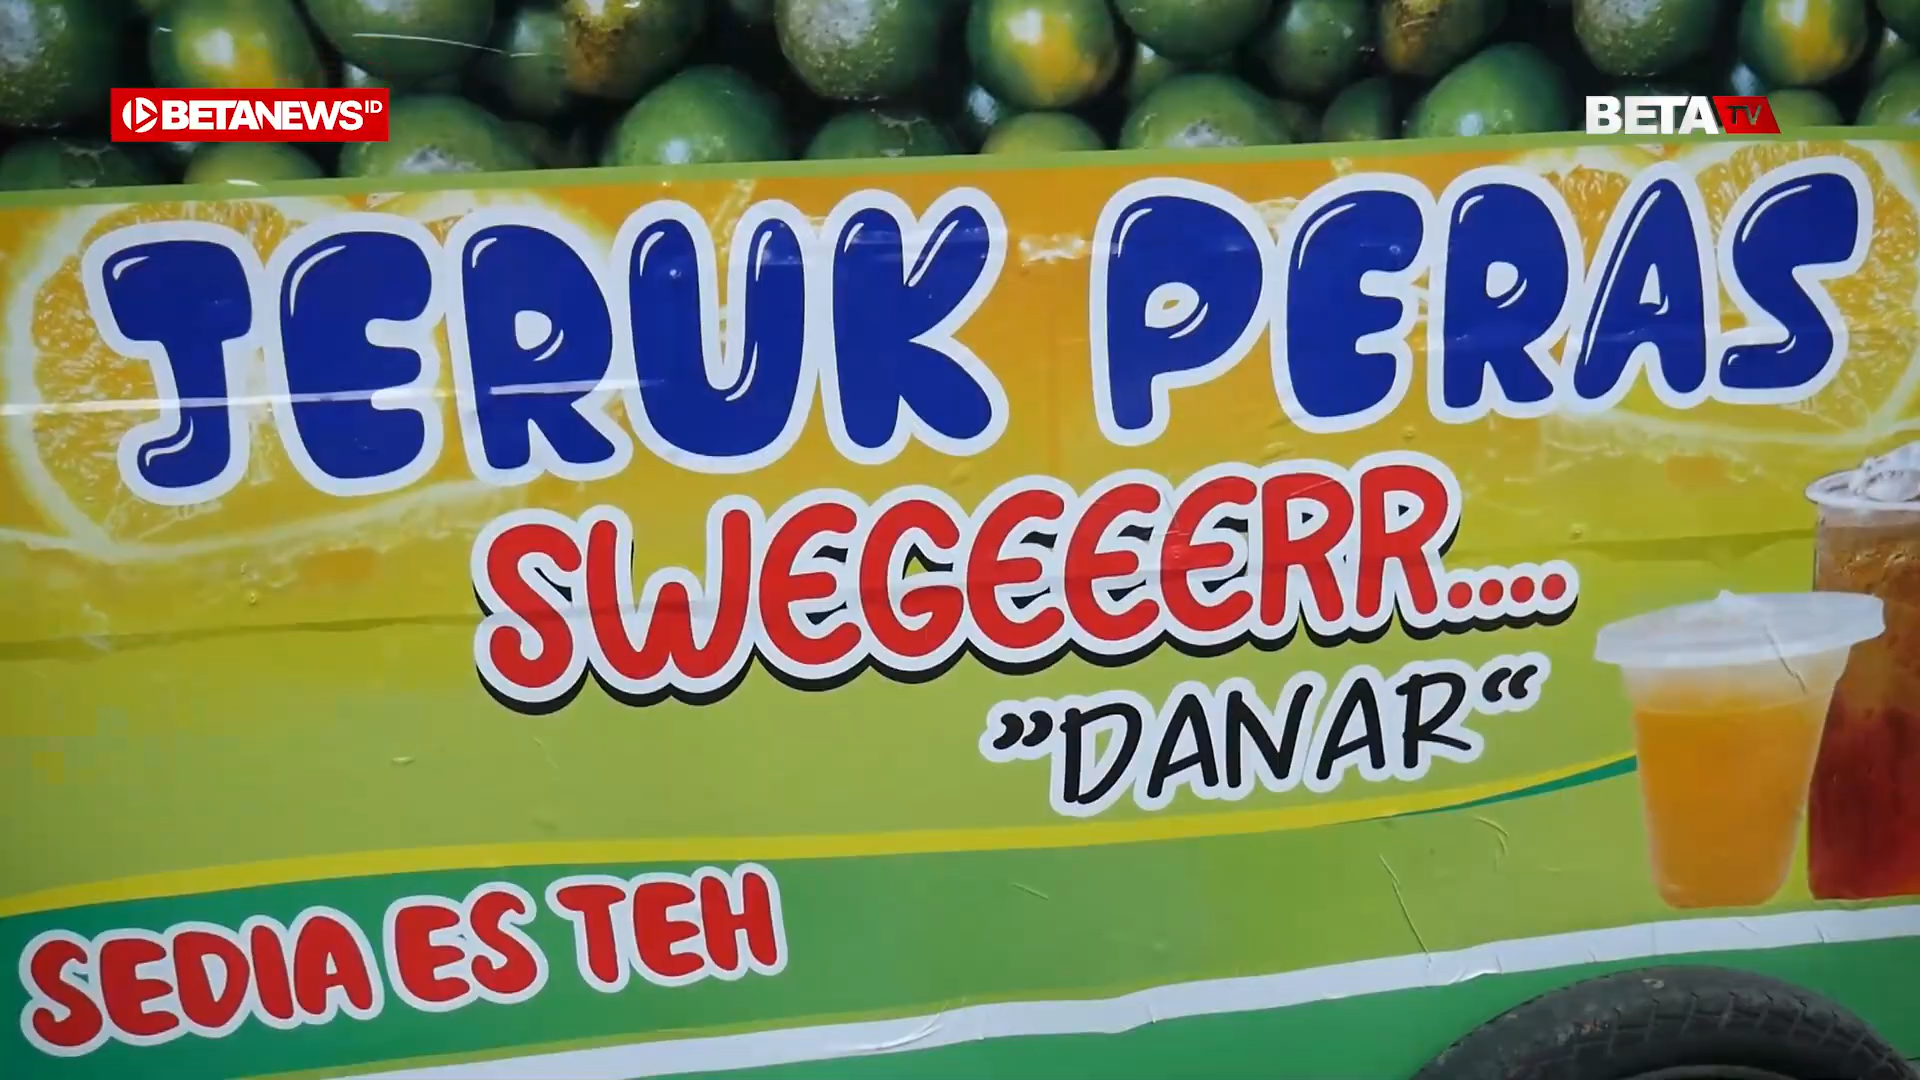 BETANEWS ID
BETA TV
JERUK PERAS
SWEGEEERR....
”DANAR“
SEDIA ES TEH